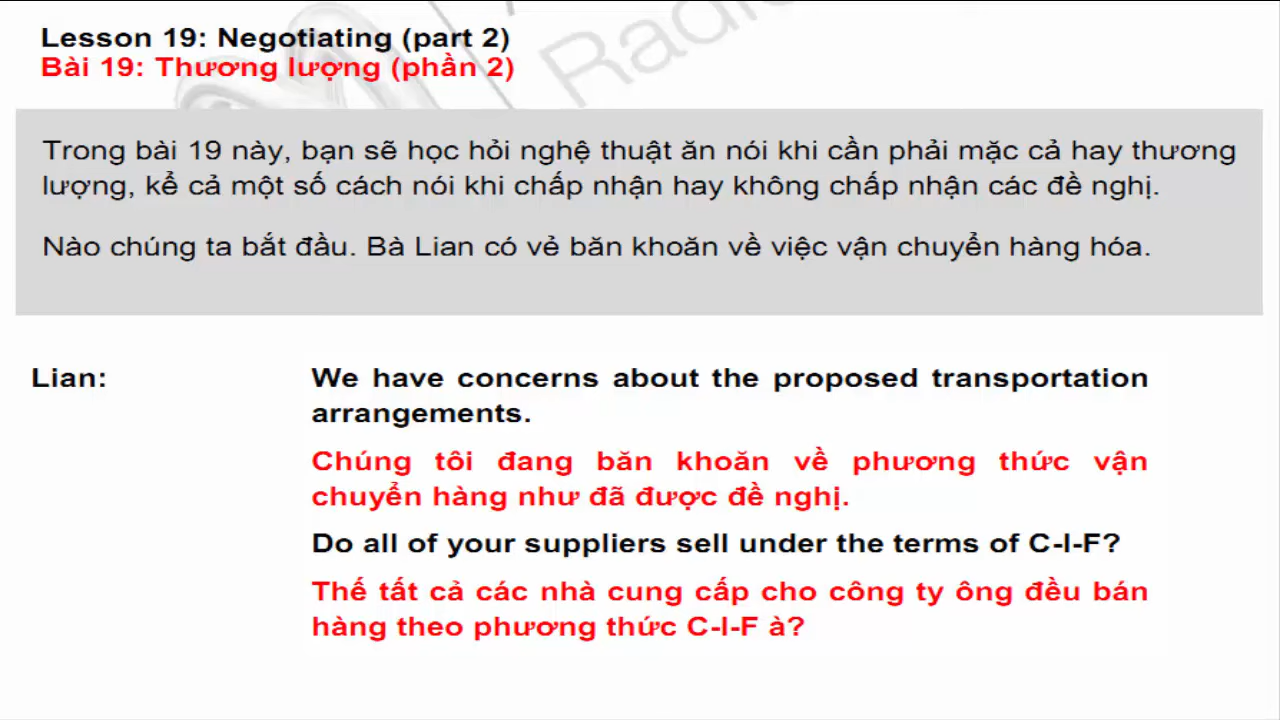 Radi
Lesson 19: Negotiating (part 2)
Bài 19: Thương lượng (phần 2)
Trong bài 19 này, bạn sẽ học hỏi nghệ thuật ăn nói khi cần phải mặc cả hay thương
lượng, kể cả một số cách nói khi chấp nhận hay không chấp nhận các đề nghị.
Nào chúng ta bắt đầu. Bà Lian có vẻ băn khoăn về việc vận chuyển hàng hóa.
Lian: We have concerns about the proposed transportation
arrangements.
Chúng tôi đang băn khoăn về phương thức vận
chuyển hàng như đã được đề nghị.
Do all of your suppliers sell under the terms of C-I-F?
Thế tất cả các nhà cung cấp cho công ty ông đều bán
hàng theo phương thức C-I-F à?